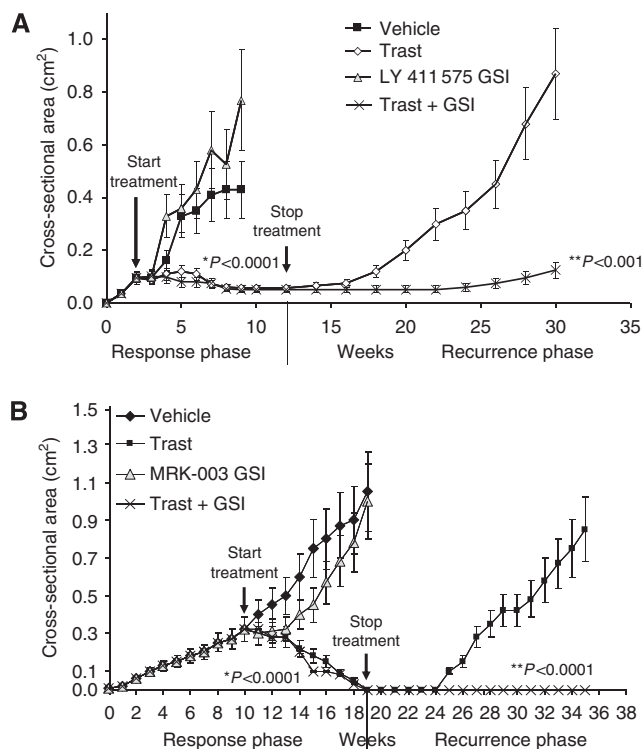 A
Vehicle
Trast
LY 411 575 GSI
Trast + GSI
Cross-sectional area (cm2)
1.0
0.8
0.6
0.4
0.2
0.0
Start
treatment
Stop
treatment
*P<0.0001
**P<0.001
0 5 10 15 20 25 30 35
Response phase Weeks Recurrence phase
B
Vehicle
Trast
MRK-003 GSI
Trast + GSI
Cross-sectional area (cm2)
1.5
1.3
1.1
0.9
0.7
0.5
0.3
0.1
0.0
Start
treatment
Stop
treatment
*P<0.0001
**P<0.0001
0 2 4 6 8 10 12 14 16 18 20 22 24 26 28 30 32 34 36 38
Response phase Weeks Recurrence phase